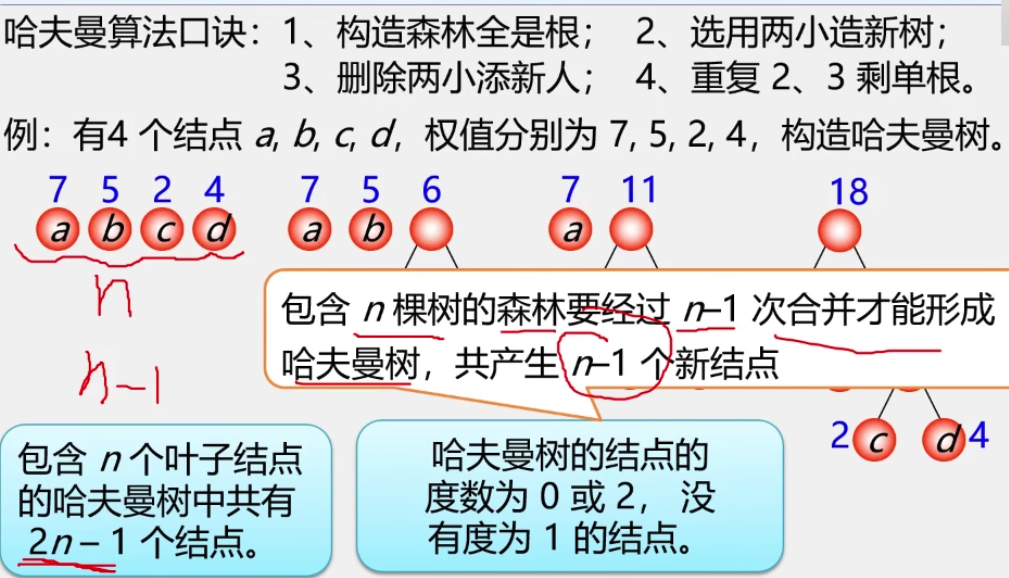 哈夫曼算法口诀：1、构造森林全是根； 2、选用两小造新树；
3、删除两小添新人； 4、重复 2、3 剩单根。
例：有4 个结点 a, b, c, d，权值分别为 7, 5, 2, 4，构造哈夫曼树。
7 5 2 4 7 5 6 7 11 18
a b c d a b a
n
包含 n 棵树的森林要经过 n–1 次合并才能形成
哈夫曼树，共产生 n–1 个新结点
n-1
2 c d 4
包含 n 个叶子结点
的哈夫曼树中共有
2n – 1 个结点。
哈夫曼树的结点的
度数为 0 或 2， 没
有度为 1 的结点。